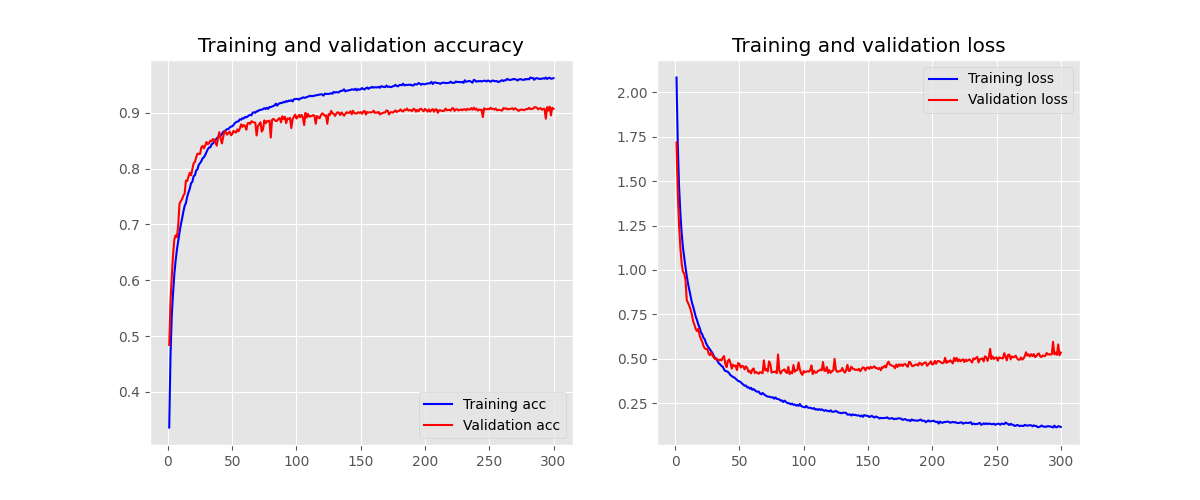 Training and validation accuracy
0.9
0.8
0.7
0.6
0.5
0.4
Training acc
Validation acc
0 50 100 150 200 250 300
Training and validation loss
2.00
1.75
1.50
1.25
1.00
0.75
0.50
0.25
Training loss
Validation loss
0 50 100 150 200 250 300